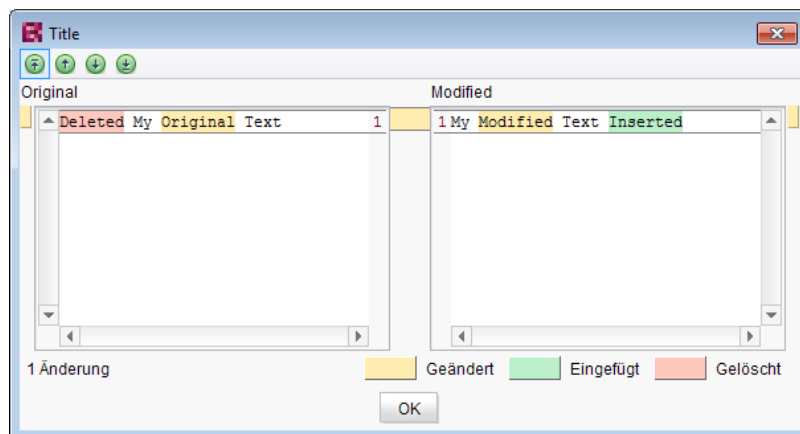 Title
Original Modified
Deleted My Original Text 1 1 My Modified Text Inserted
1 Änderung Geändert Eingefügt Gelöscht
OK